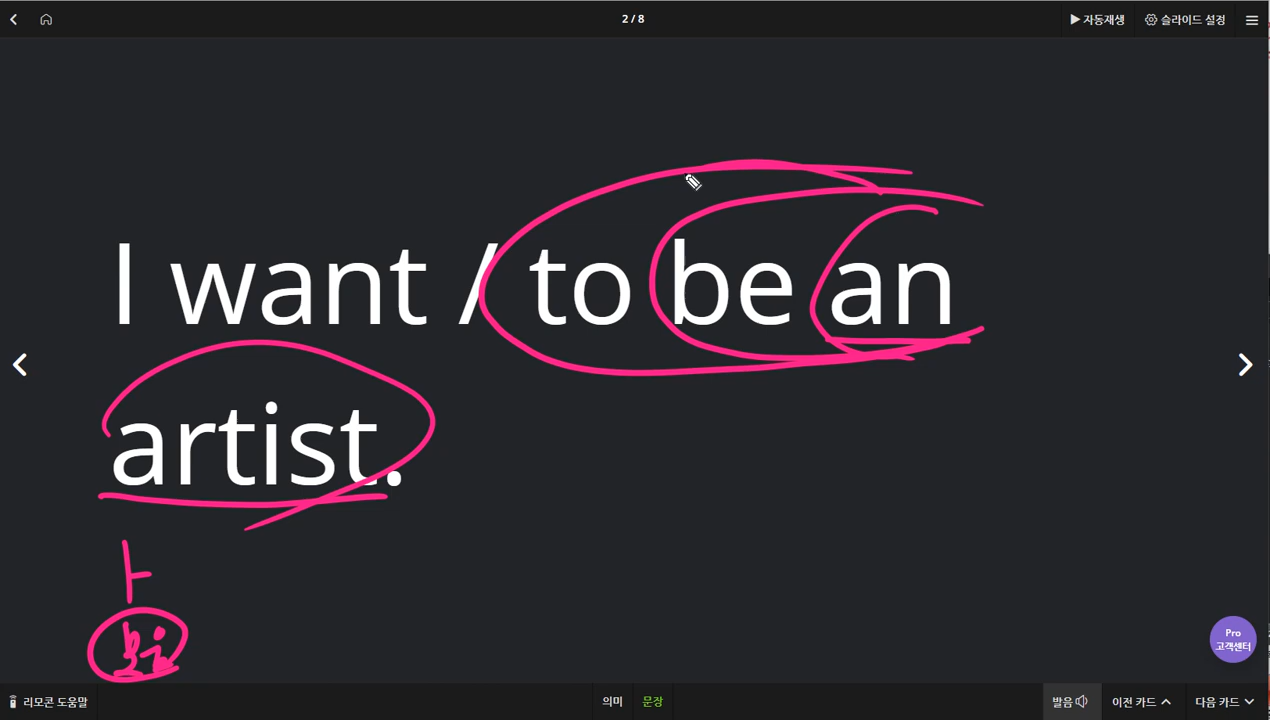 2 / 8
자동재생
슬라이드 설정
I want / to be an
artist.
ㅏ
Pro
고객센터
리모콘 도움말
의미
문장
발음
이전 카드
다음 카드